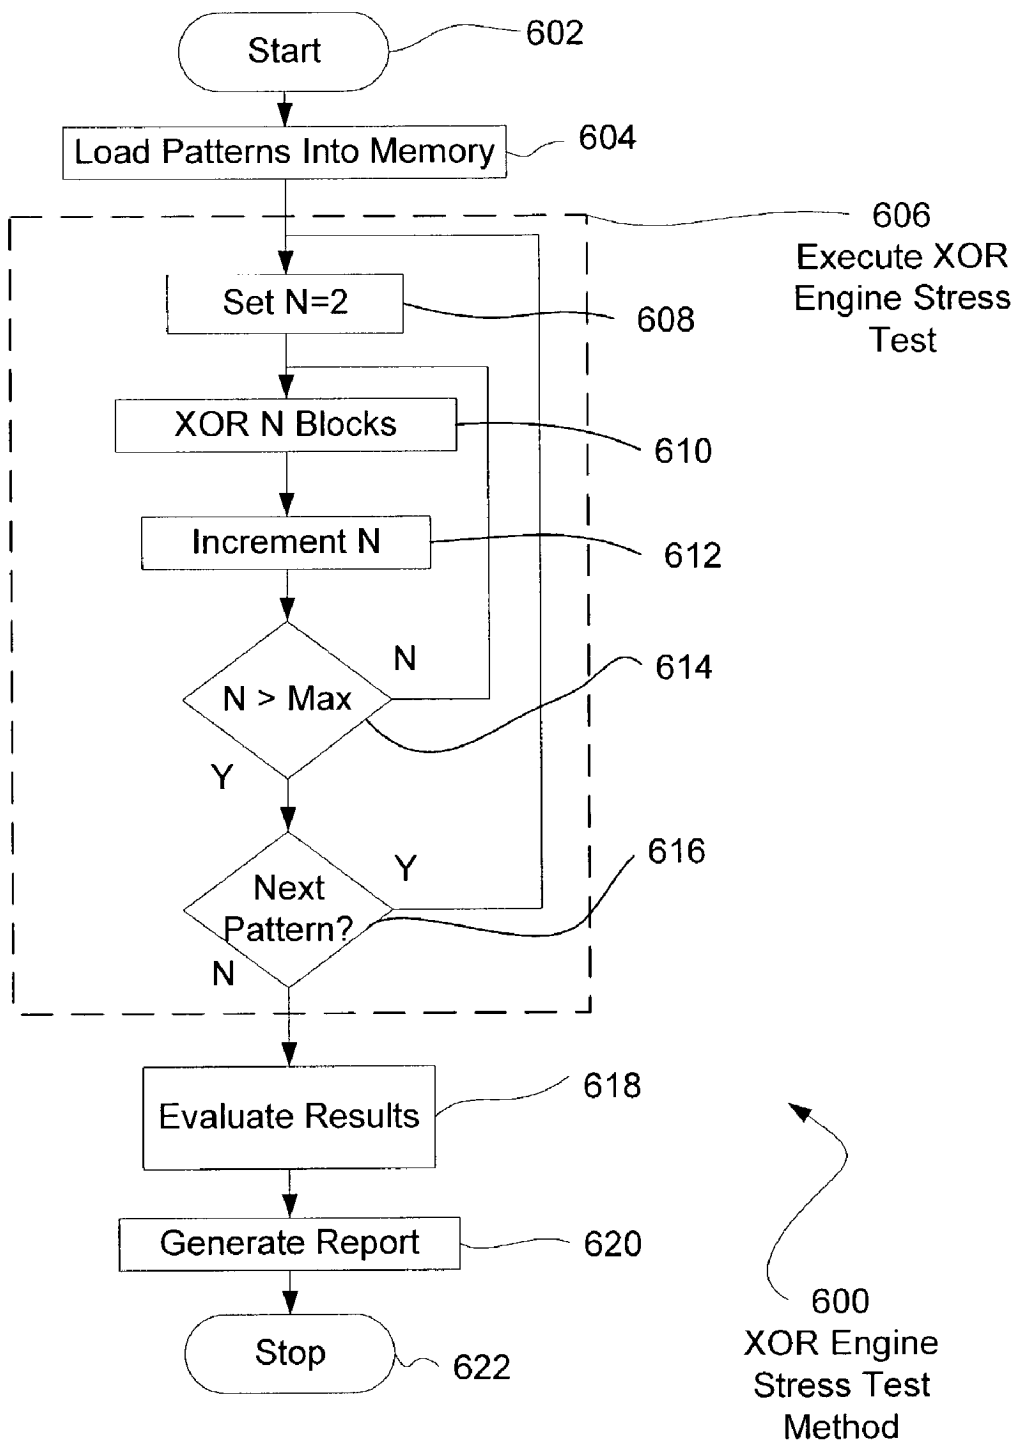 Start
602
Load Patterns Into Memory
604
606
Execute XOR
Engine Stress
Test
Set N=2
608
XOR N Blocks
610
Increment N
612
N > Max
N
614
Y
Next
Pattern?
Y
616
N
Evaluate Results
618
Generate Report
620
Stop
622
600
XOR Engine
Stress Test
Method